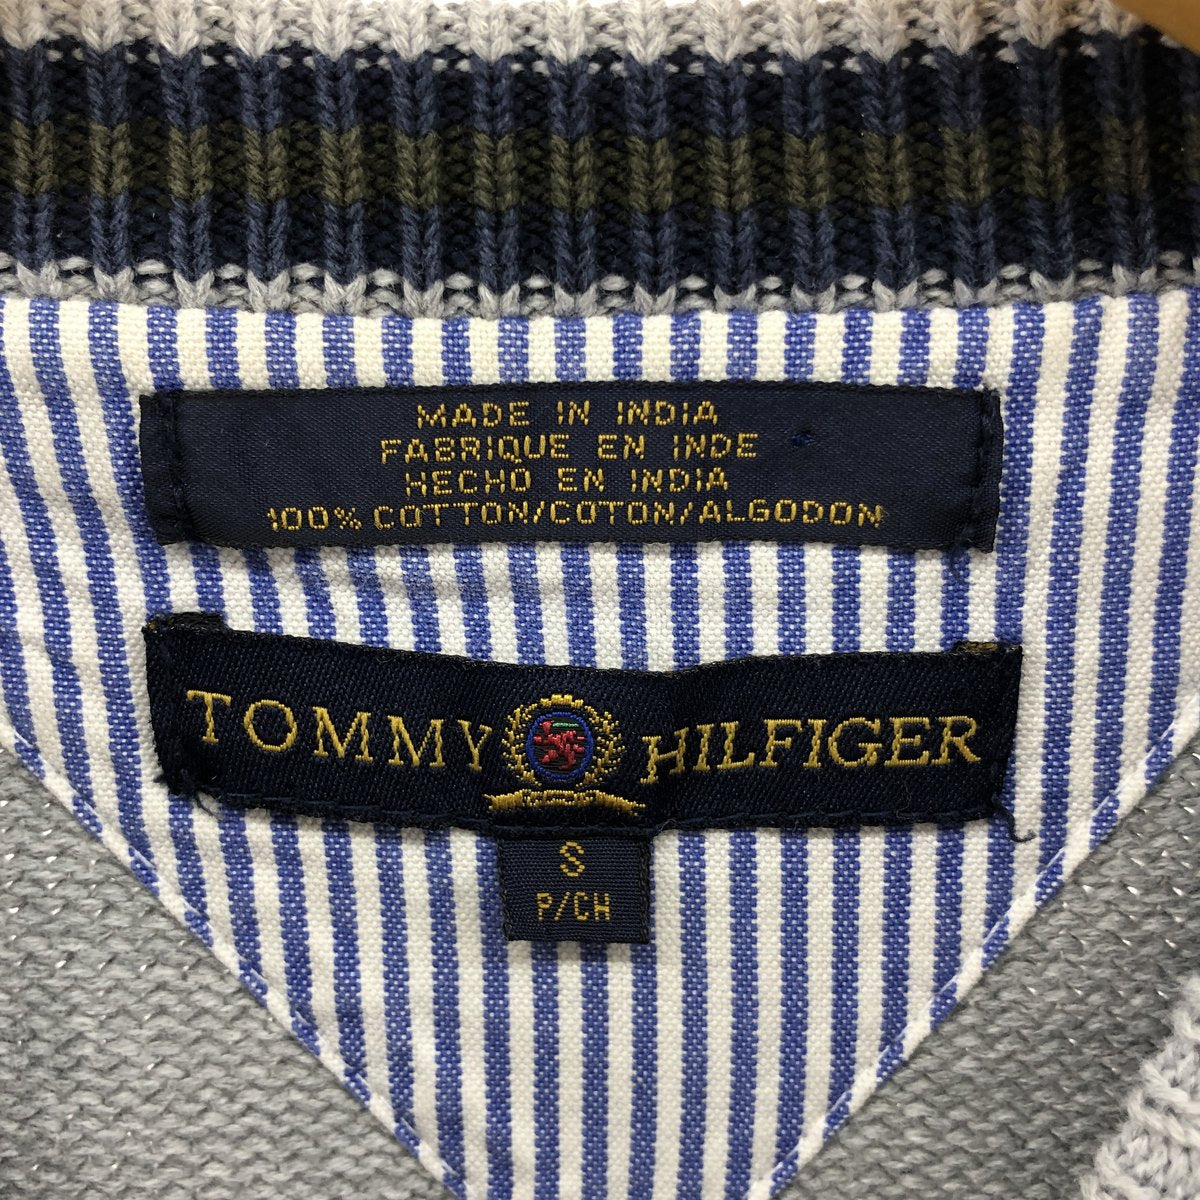 MADE IN INDIA
FABRIQUE EN INDE
HECHO EN INDIA
100% COTTON/COTON/ALGODON
TOMMY HILFIGER
S
P/CH